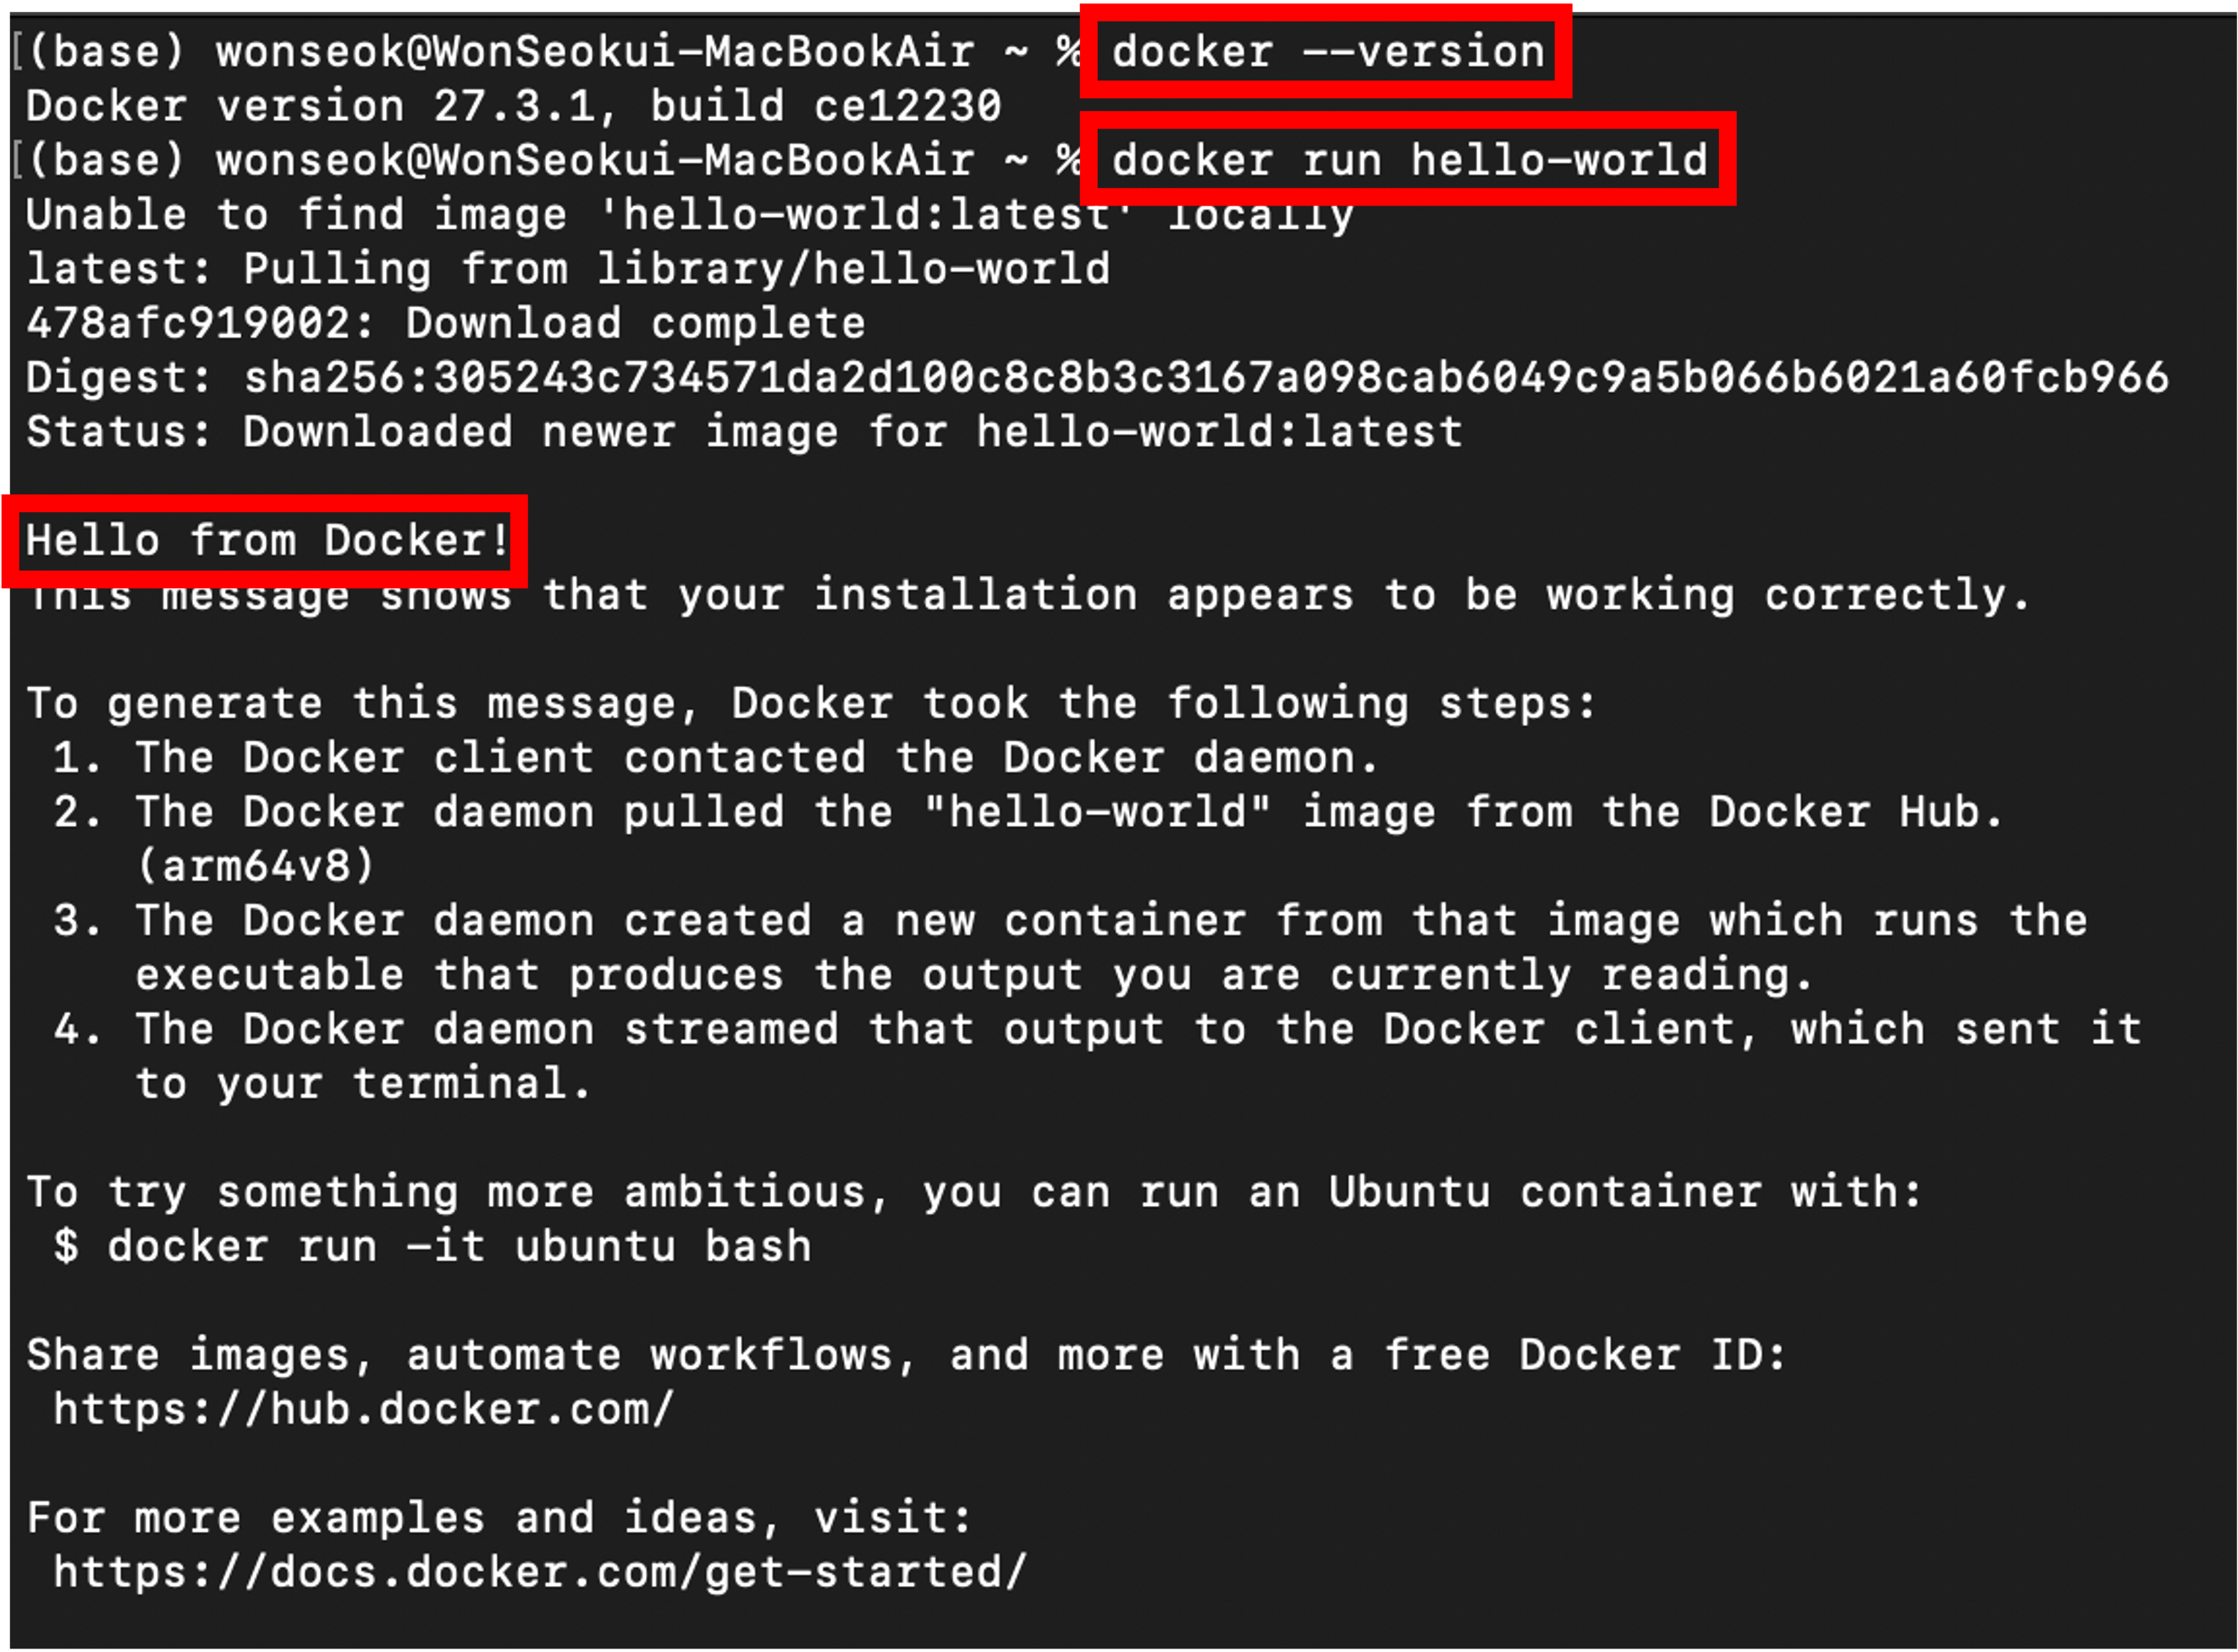 [(base) wonseok@WonSeokui-MacBookAir ~ % docker --version
Docker version 27.3.1, build ce12230
[(base) wonseok@WonSeokui-MacBookAir ~ % docker run hello-world
Unable to find image 'hello-world:latest' locally
latest: Pulling from library/hello-world
478afc919002: Download complete
Digest: sha256:305243c734571da2d100c8c8b3c3167a098cab6049c9a5b066b6021a60fcb966
Status: Downloaded newer image for hello-world:latest
Hello from Docker!
This message shows that your installation appears to be working correctly.
To generate this message, Docker took the following steps:
1. The Docker client contacted the Docker daemon.
2. The Docker daemon pulled the "hello-world" image from the Docker Hub.
(arm64v8)
3. The Docker daemon created a new container from that image which runs the
executable that produces the output you are currently reading.
4. The Docker daemon streamed that output to the Docker client, which sent it
to your terminal.
To try something more ambitious, you can run an Ubuntu container with:
$ docker run -it ubuntu bash
Share images, automate workflows, and more with a free Docker ID:
https://hub.docker.com/
For more examples and ideas, visit:
https://docs.docker.com/get-started/